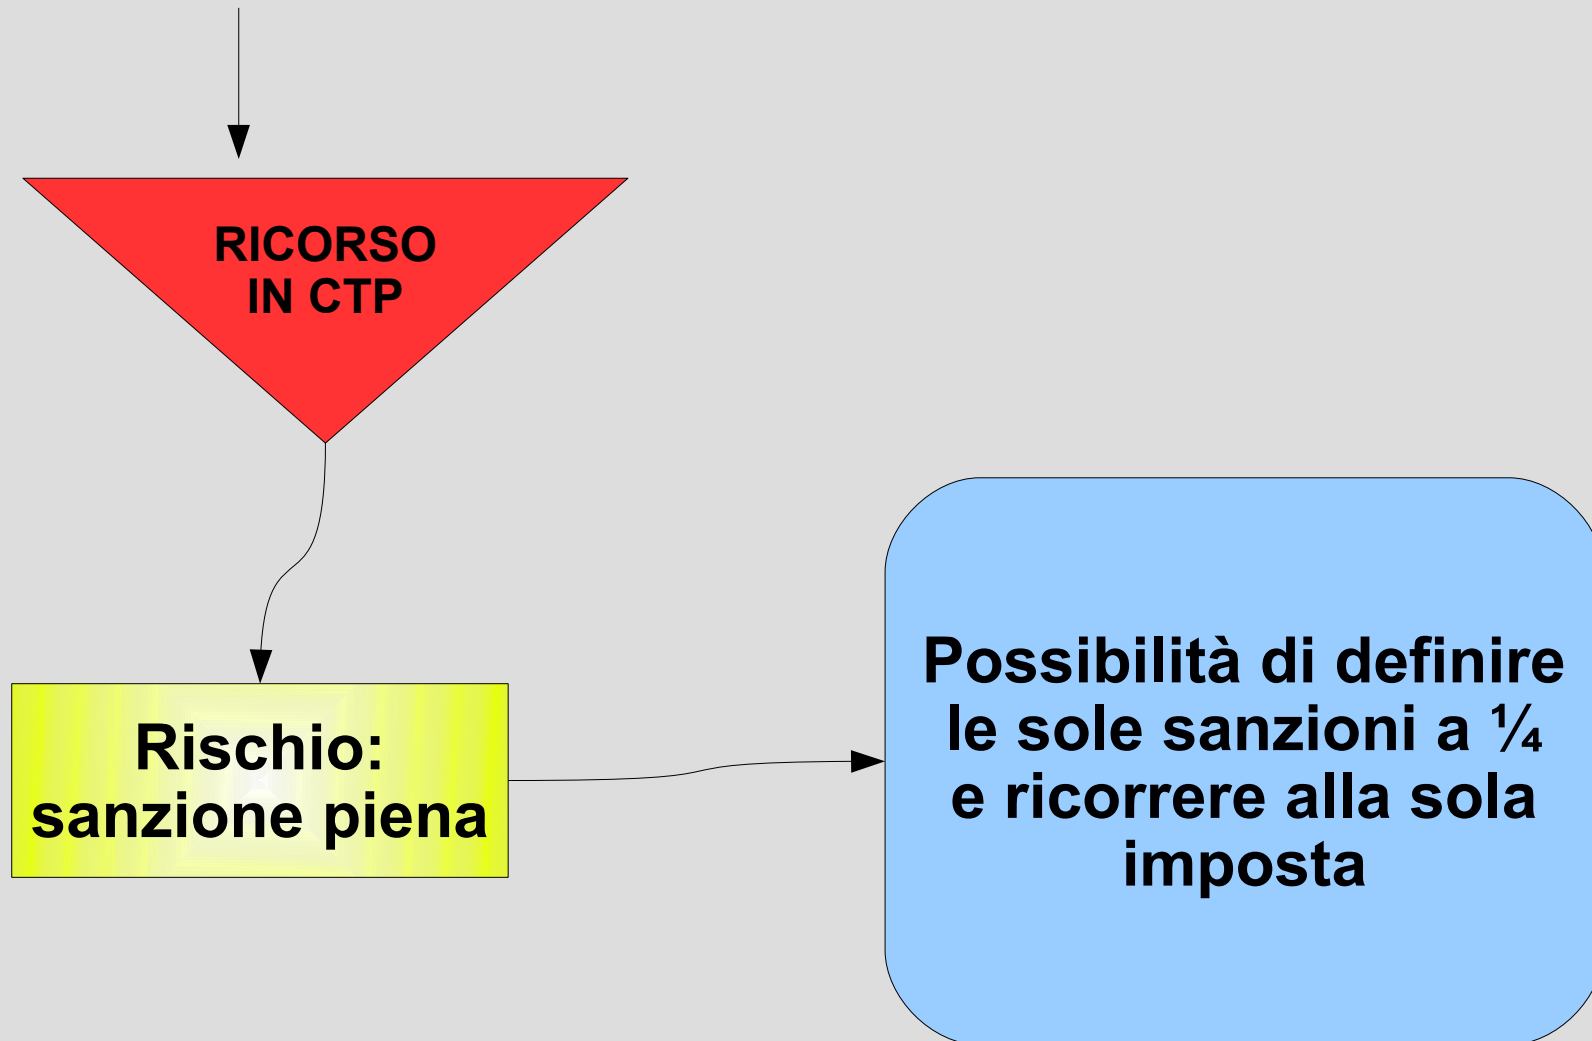 RICORSO
IN CTP
Rischio:
sanzione piena
Possibilità di definire
le sole sanzioni a ¼
e ricorrere alla sola
imposta